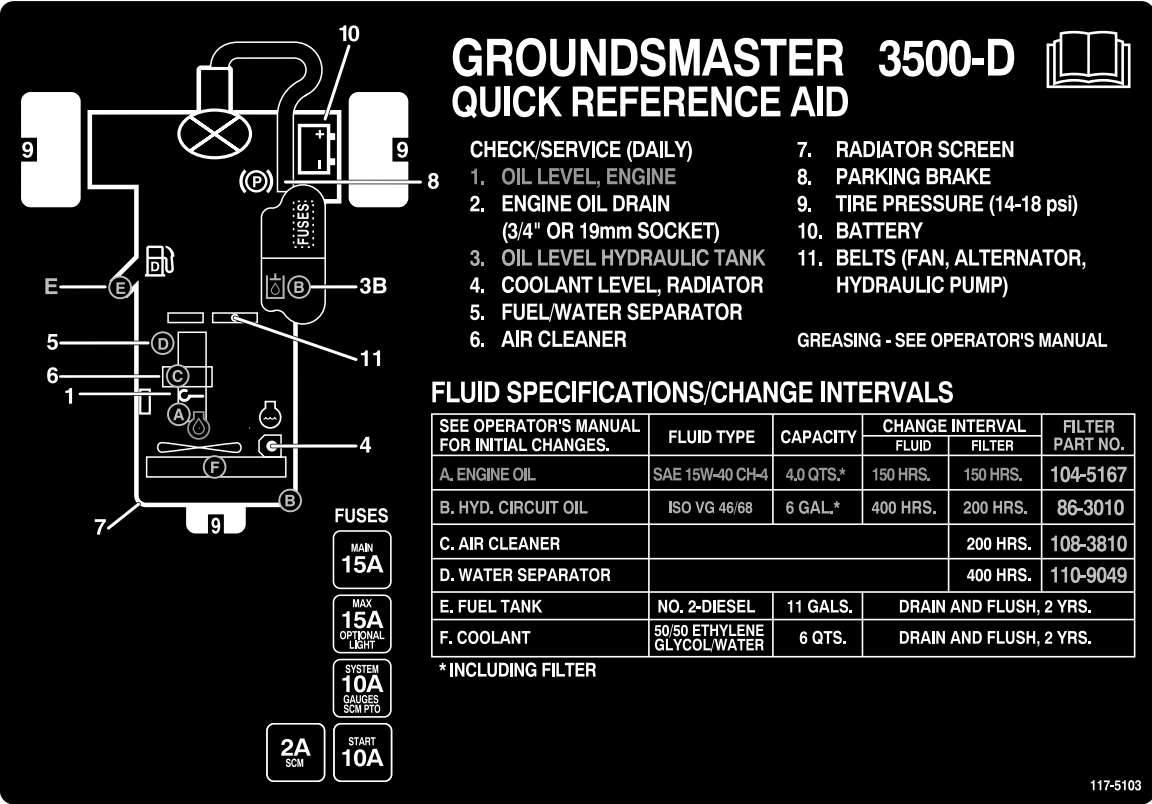 10
9
9
8
GROUNDSMASTER 3500-D
QUICK REFERENCE AID
CHECK/SERVICE (DAILY)
1. OIL LEVEL, ENGINE
2. ENGINE OIL DRAIN
(3/4" OR 19mm SOCKET)
3. OIL LEVEL HYDRAULIC TANK
4. COOLANT LEVEL, RADIATOR
5. FUEL/WATER SEPARATOR
6. AIR CLEANER
7. RADIATOR SCREEN
8. PARKING BRAKE
9. TIRE PRESSURE (14-18 psi)
10. BATTERY
11. BELTS (FAN, ALTERNATOR,
HYDRAULIC PUMP)
GREASING - SEE OPERATOR'S MANUAL
+
–
(P)
FUSES
D
E
E
B
3B
5
D
11
6
C
1
A
4
F
B
7
9
FLUID SPECIFICATIONS/CHANGE INTERVALS
SEE OPERATOR'S MANUAL FOR INITIAL CHANGES. FLUID TYPE CAPACITY CHANGE INTERVAL FLUID FILTER FILTER PART NO.
A. ENGINE OIL SAE 15W-40 CH-4 4.0 QTS.* 150 HRS. 150 HRS. 104-5167
B. HYD. CIRCUIT OIL ISO VG 46/68 6 GAL.* 400 HRS. 200 HRS. 86-3010
C. AIR CLEANER 200 HRS. 108-3810
D. WATER SEPARATOR 400 HRS. 110-9049
E. FUEL TANK NO. 2-DIESEL 11 GALS. DRAIN AND FLUSH, 2 YRS.
F. COOLANT 50/50 ETHYLENE GLYCOL/WATER 6 QTS. DRAIN AND FLUSH, 2 YRS.
* INCLUDING FILTER
FUSES
MAIN
15A
MAX
15A
OPTIONAL
LIGHT
SYSTEM
10A
GAUGES
SCM PTO
2A
SCM
START
10A
117-5103